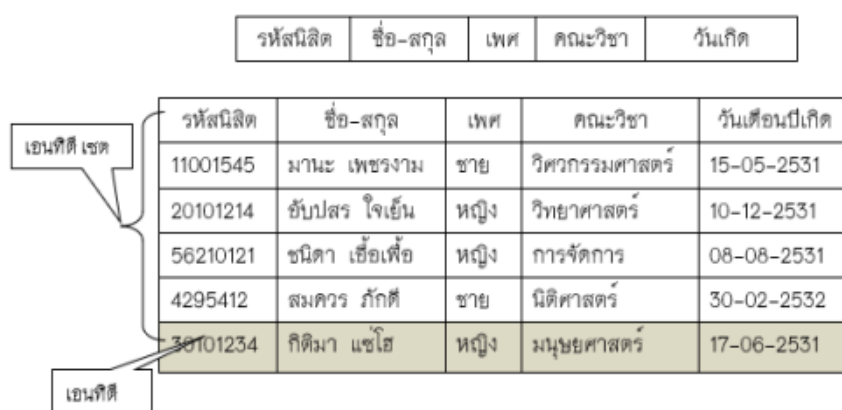 รหัสนิสิต ชื่อ-สกุล เพศ คณะวิชา วันเกิด
รหัสนิสิต ชื่อ-สกุล เพศ คณะวิชา วันเดือนปีเกิด
เอนทิตี เซต
11001545 มานะ เพชรงาม ชาย วิศวกรรมศาสตร์ 15-05-2531
20101214 ยับปสร ใจเย็น หญิง วิทยาศาสตร์ 10-12-2531
56210121 ชนิดา เอื้อเฟื้อ หญิง การจัดการ 08-08-2531
4295412 สมควร ภักดี ชาย นิติศาสตร์ 30-02-2532
30101234 กิติมา แซ่โฮ หญิง มนุษยศาสตร์ 17-06-2531
เอนทิตี